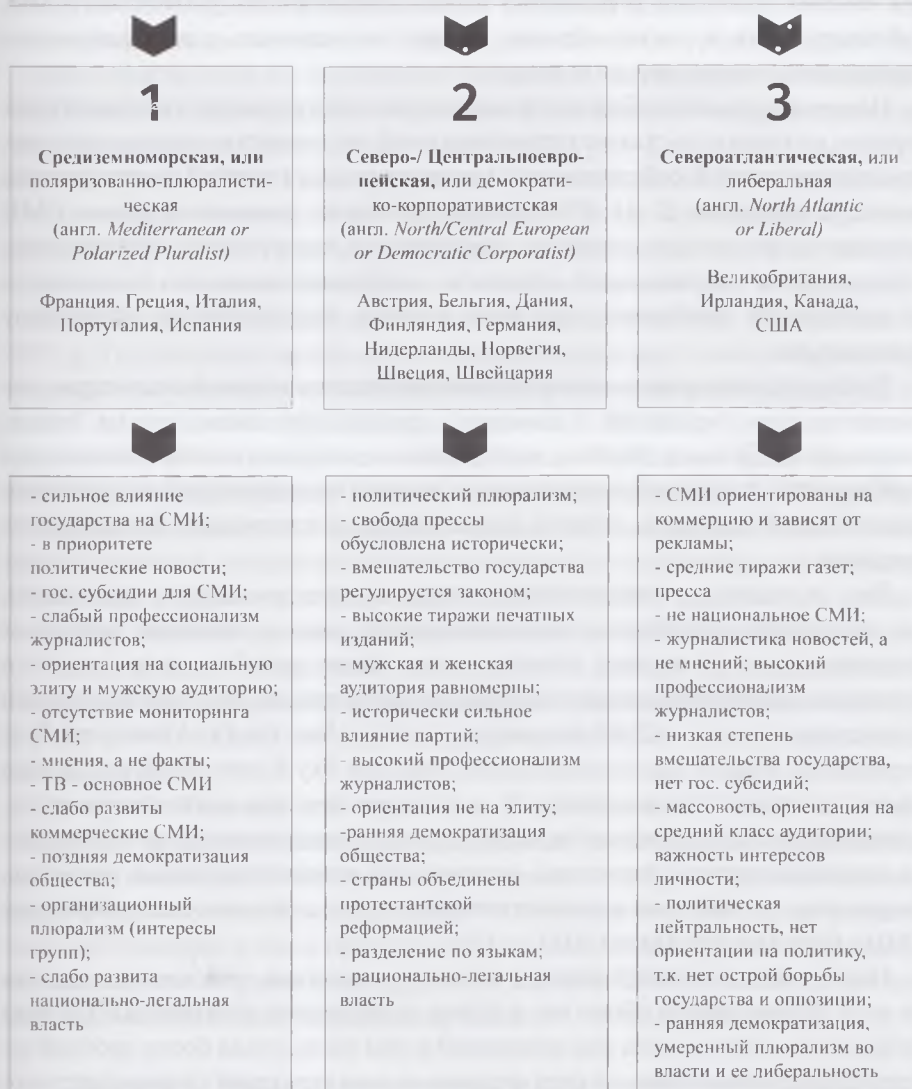 1
Средиземноморская, или
поляризованно-плюралисти-
ческая
(англ. Mediterranean or
Polarized Pluralist)
Франция. Греция, Италия,
Португалия, Испания
2
Северо-/ Центральноевро-
пейская, или демократи-
ко-корпоративистская
(англ. North/Central European
or Democratic Corporatist)
Австрия, Бельгия, Дания,
Финляндия, Германия,
Нидерланды, Норвегия,
Швеция, Швейцария
3
Североатлантическая, или
либеральная
(англ. North Atlantic
or Liberal)
Великобритания,
Ирландия, Канада,
США
- сильное влияние
государства на СМИ;
- в приоритете
политические новости;
- гос. субсидии для СМИ;
- слабый профессионализм
журналистов;
- ориентация на социальную
элиту и мужскую аудиторию;
- отсутствие мониторинга
СМИ;
- мнения, а не факты;
- ТВ - основное СМИ
- слабо развиты
коммерческие СМИ;
- поздняя демократизация
общества;
- организационный
плюрализм (интересы
групп);
- слабо развита
национально-легальная
власть
- политический плюрализм;
- свобода прессы
обусловлена исторически;
- вмешательство государства
регулируется законом;
- высокие тиражи печатных
изданий;
- мужская и женская
аудитория равномерны;
- исторически сильное
влияние партий;
- высокий профессионализм
журналистов;
- ориентация не на элиту;
-ранняя демократизация
общества;
- страны объединены
протестантской
реформацией;
- разделение по языкам;
- рационально-легальная
власть
- СМИ ориентированы на
коммерцию и зависят от
рекламы;
- средние тиражи газет;
пресса
- не национальное СМИ;
- журналистика новостей, а
не мнений; высокий
профессионализм
журналистов;
- низкая степень
вмешательства государства,
нет гос. субсидий;
- массовость, ориентация на
средний класс аудитории;
важность интересов
личности;
- политическая
нейтральность, нет
ориентации на политику,
т.к. нет острой борьбы
государства и оппозиции;
- ранняя демократизация,
умеренный плюрализм во
власти и ее либеральность